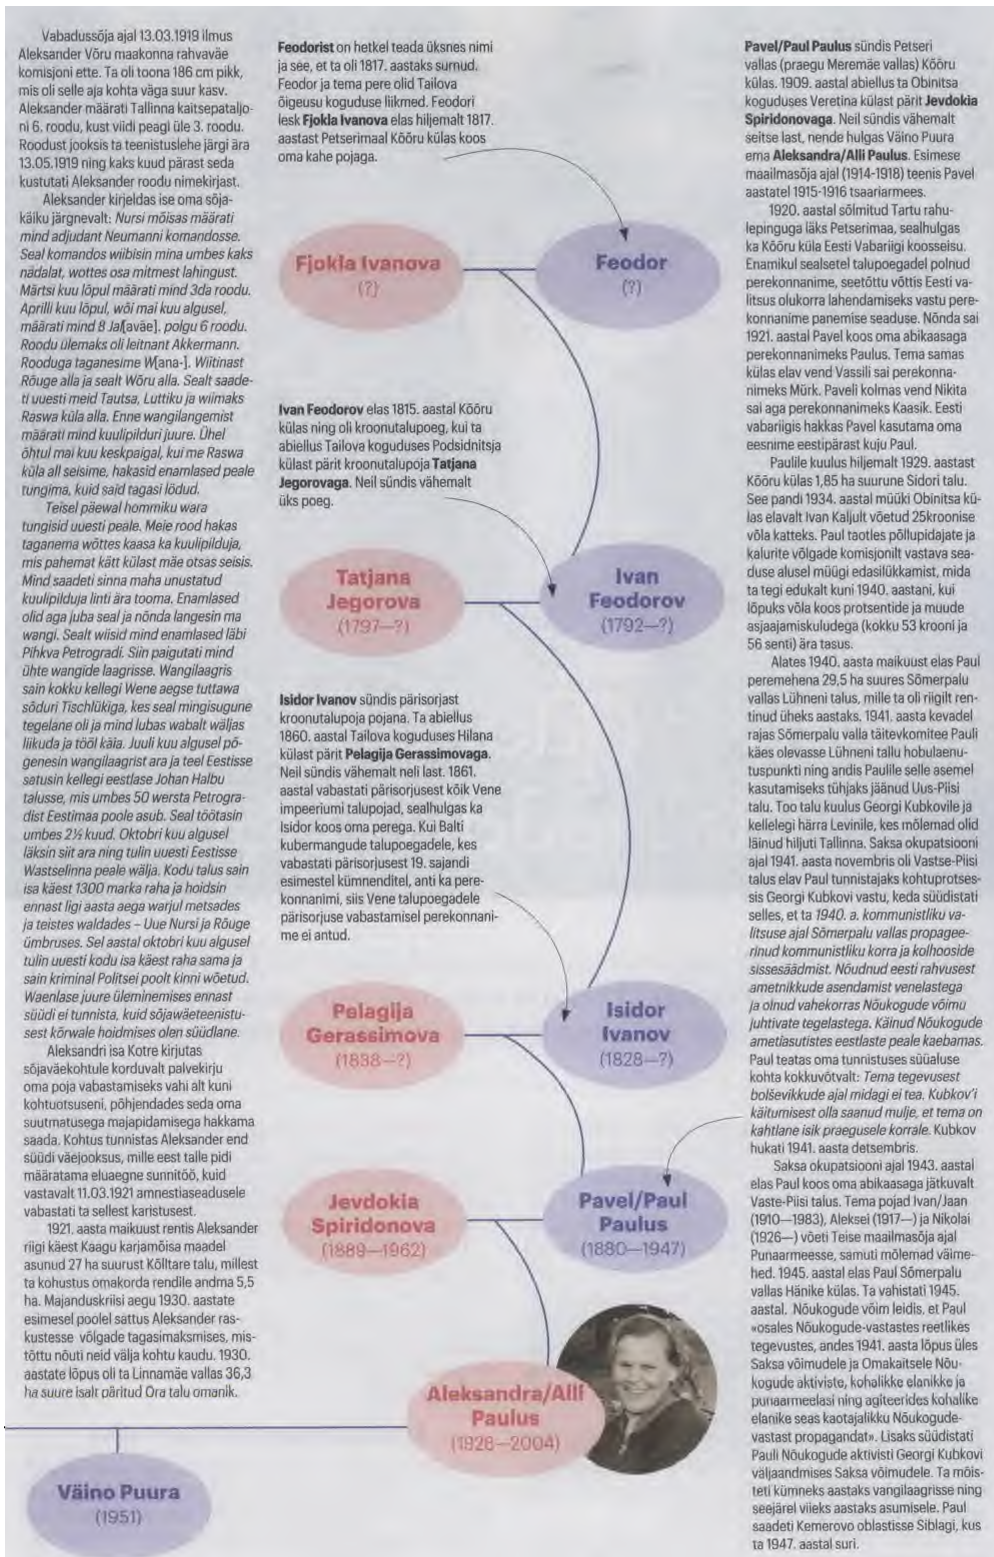 Vabadussõja ajal 13.03.1919 ilmus
Aleksander Võru maakonna rahvaväe
komisjoni ette. Ta oli toona 186 cm pikk,
mis oli selle aja kohta väga suur kasv.
Aleksander määrati Tallinna kaitsepataljo-
ni 6. roodu, kust viidi peagi üle 3. roodu.
Roodust jooksis ta teenistuslehe järgi ära
13.05.1919 ning kaks kuud pärast seda
kustutati Aleksander roodu nimekirjast.
Aleksander kirjeldas ise oma sõja-
käiku järgnevalt: Nursi mõisas määrati
mind adjudant Neumanni komandosse.
Seal komandos wiibisin mina umbes kaks
nädalat, wottes osa mitmest lahingust.
Märtsi kuu lõpul määrati mind 3da roodu.
Aprilli kuu lõpul, wõi mai kuu algusel,
määrati mind 8 Jal[aväe]. polgu 6 roodu.
Roodu ülemaks oli leitnant Akkermann.
Rooduga taganesime W[ana-]. Wiitinast
Rõuge alla ja sealt Wõru alla. Sealt saade-
ti uuesti meid Tautsa, Luttiku ja wiimaks
Raswa küla alla. Enne wangilangemist
määrati mind kuulipilduri juure. Ühel
õhtul mai kuu keskpaigal, kui me Raswa
küla all seisime, hakasid enamlased peale
tungima, kuid said tagasi lödud.
Teisel päewal hommiku wara
tungisid uuesti peale. Meie rood hakas
taganema wõttes kaasa ka kuulipilduja,
mis pahemat kätt külast mäe otsas seisis.
Mind saadeti sinna maha unustatud
kuulipilduja linti ära tooma. Enamlased
olid aga juba seal ja nõnda langesin ma
wangi. Sealt wiisid mind enamlased läbi
Pihkva Petrogradi. Siin paigutati mind
ühte wangide laagrisse. Wangilaagris
sain kokku kellegi Wene aegse tuttawa
sõduri Tischlükiga, kes seal mingisugune
tegelane oli ja mind lubas wabalt wäljas
liikuda ja tööl käia. Juuli kuu algusel põ-
genesin wangilaagrist ara ja teel Eestisse
satusin kellegi eestlase Johan Halbu
talusse, mis umbes 50 wersta Petrogra-
dist Eestimaa poole asub. Seal töötasin
umbes 2½ kuud. Oktobri kuu algusel
läksin siit ara ning tulin uuesti Eestisse
Wastselinna peale wälja. Kodu talus sain
isa käest 1300 marka raha ja hoidsin
ennast ligi aasta aega warjul metsades
ja teistes waldades – Uue Nursi ja Rõuge
ümbruses. Sel aastal oktobri kuu algusel
tulin uuesti kodu isa käest raha sama ja
sain kriminal Politsei poolt kinni wõetud.
Waenlase juure üleminemises ennast
süüdi ei tunnista, kuid sõjawäeteenistu-
sest kõrwale hoidmises olen süüdlane.
Aleksandri isa Kotre kirjutas
sõjaväekohtule korduvalt palvekirju
oma poja vabastamiseks vahi alt kuni
kohtuotsuseni, põhjendades seda oma
suutmatusega majapidamisega hakkama
saada. Kohtus tunnistas Aleksander end
süüdi väejooksus, mille eest talle pidi
määratama eluaegne sunnitöö, kuid
vastavalt 11.03.1921 amnestiaseadusele
vabastati ta sellest karistusest.
1921. aasta maikuust rentis Aleksander
riigi käest Kaagu karjamõisa maadel
asunud 27 ha suurust Kõlltare talu, millest
ta kohustus omakorda rendile andma 5,5
ha. Majanduskriisi aegu 1930. aastate
esimesel poolel sattus Aleksander ras-
kustesse võlgade tagasimaksmises, mis-
tõttu nõuti neid välja kohtu kaudu. 1930.
aastate lõpus oli ta Linnamäe vallas 36,3
ha suure isalt päritud Ora talu omanik.
Feodorist on hetkel teada üksnes nimi
ja see, et ta oli 1817. aastaks surnud.
Feodor ja tema pere olid Tailova
õigeusu koguduse liikmed. Feodori
lesk Fjokla Ivanova elas hiljemalt 1817.
aastast Petserimaal Kõõru külas koos
oma kahe pojaga.
Fjokla Ivanova
(?)
Feodor
(?)
Ivan Feodorov elas 1815. aastal Kõõru
külas ning oli kroonutalupoeg, kui ta
abiellus Tailova koguduses Podsidnitsja
külast pärit kroonutalupoja Tatjana
Jegorovaga. Neil sündis vähemalt
üks poeg.
Tatjana
Jegorova
(1797—?)
Ivan
Feodorov
(1792—?)
Isidor Ivanov sündis pärisorjast
kroonutalupoja pojana. Ta abiellus
1860. aastal Tailova koguduses Hilana
külast pärit Pelagija Gerassimovaga.
Neil sündis vähemalt neli last. 1861.
aastal vabastati pärisorjusest kõik Vene
impeeriumi talupojad, sealhulgas ka
Isidor koos oma perega. Kui Balti
kubermangude talupoegadele, kes
vabastati pärisorjusest 19. sajandi
esimestel kümnenditel, anti ka pere-
konnanimi, siis Vene talupoegadele
pärisorjuse vabastamisel perekonnani-
me ei antud.
Pelagija
Gerassimova
(1838—?)
Isidor
Ivanov
(1828—?)
Jevdokia
Spiridonova
(1889—1962)
Pavel/Paul
Paulus
(1880—1947)
Aleksandra/Alli
Paulus
(1928—2004)
Väino Puura
(1951)
Pavel/Paul Paulus sündis Petseri
vallas (praegu Meremäe vallas) Kõõru
külas. 1909. aastal abiellus ta Obinitsa
koguduses Veretina külast pärit Jevdokia
Spiridonovaga. Neil sündis vähemalt
seitse last, nende hulgas Väino Puura
ema Aleksandra/Alli Paulus. Esimese
maailmasõja ajal (1914-1918) teenis Pavel
aastatel 1915-1916 tsaariarmees.
1920. aastal sõlmitud Tartu rahu-
lepinguga läks Petserimaa, sealhulgas
ka Kõõru küla Eesti Vabariigi koosseisu.
Enamikul sealsetel talupoegadel polnud
perekonnanime, seetõttu võttis Eesti va-
litsus olukorra lahendamiseks vastu pere-
konnanime panemise seaduse. Nõnda sai
1921. aastal Pavel koos oma abikaasaga
perekonnanimeks Paulus. Tema samas
külas elav vend Vassili sai perekonna-
nimeks Mürk. Paveli kolmas vend Nikita
sai aga perekonnanimeks Kaasik. Eesti
vabariigis hakkas Pavel kasutama oma
eesnime eestipärast kuju Paul.
Paulile kuulus hiljemalt 1929. aastast
Kõõru külas 1,85 ha suurune Sidori talu.
See pandi 1934. aastal müüki Obinitsa kü-
las elavalt Ivan Kaljult võetud 25kroonise
võla katteks. Paul taotles põllupidajate ja
kalurite võlgade komisjonilt vastava sea-
duse alusel müügi edasilükkamist, mida
ta tegi edukalt kuni 1940. aastani, kui
lõpuks võla koos protsentide ja muude
asjaajamiskuludega (kokku 53 krooni ja
56 senti) ära tasus.
Alates 1940. aasta maikuust elas Paul
peremehena 29,5 ha suures Sõmerpalu
vallas Lühneni talus, mille ta oli riigilt ren-
tinud üheks aastaks. 1941. aasta kevadel
rajas Sõmerpalu valla täitevkomitee Pauli
käes olevasse Lühneni tallu hobulaenu-
tuspunkti ning andis Paulile selle asemel
kasutamiseks tühjaks jäänud Uus-Piisi
talu. Too talu kuulus Georgi Kubkovile ja
kellelegi härra Levinile, kes mõlemad olid
läinud hiljuti Tallinna. Saksa okupatsiooni
ajal 1941. aasta novembris oli Vastse-Piisi
talus elav Paul tunnistajaks kohtuprotses-
sis Georgi Kubkovi vastu, keda süüdistati
selles, et ta 1940. a. kommunistliku va-
litsuse ajal Sõmerpalu vallas propagee-
rinud kommunistliku korra ja kolhooside
sissesäädmist. Nõudnud eesti rahvusest
ametnikkude asendamist venelastega
ja olnud vahekorras Nõukogude võimu
juhtivate tegelastega. Käinud Nõukogude
ametiasutistes eestlaste peale kaebamas.
Paul teatas oma tunnistuses süüaluse
kohta kokkuvõtvalt: Tema tegevusest
bolševikkude ajal midagi ei tea. Kubkov'i
käitumisest olla saanud mulje, et tema on
kahtlane isik praegusele korrale. Kubkov
hukati 1941. aasta detsembris.
Saksa okupatsiooni ajal 1943. aastal
elas Paul koos oma abikaasaga jätkuvalt
Vaste-Piisi talus. Tema pojad Ivan/Jaan
(1910—1983), Aleksei (1917—) ja Nikolai
(1926—) võeti Teise maailmasõja ajal
Punaarmeesse, samuti mõlemad väime-
hed. 1945. aastal elas Paul Sõmerpalu
vallas Hänike külas. Ta vahistati 1945.
aastal. Nõukogude võim leidis, et Paul
«osales Nõukogude-vastastes reetlikes
tegevustes, andes 1941. aasta lõpus üles
Saksa võimudele ja Omakaitsele Nõu-
kogude aktiviste, kohalikke elanikke ja
punaarmeelasi ning agiteerides kohalike
elanike seas kaotajalikku Nõukogude-
vastast propagandat». Lisaks süüdistati
Pauli Nõukogude aktivisti Georgi Kubkovi
väljaandmises Saksa võimudele. Ta mõis-
teti kümneks aastaks vangilaagrisse ning
seejärel viieks aastaks asumisele. Paul
saadeti Kemerovo oblastisse Siblagi, kus
ta 1947. aastal suri.